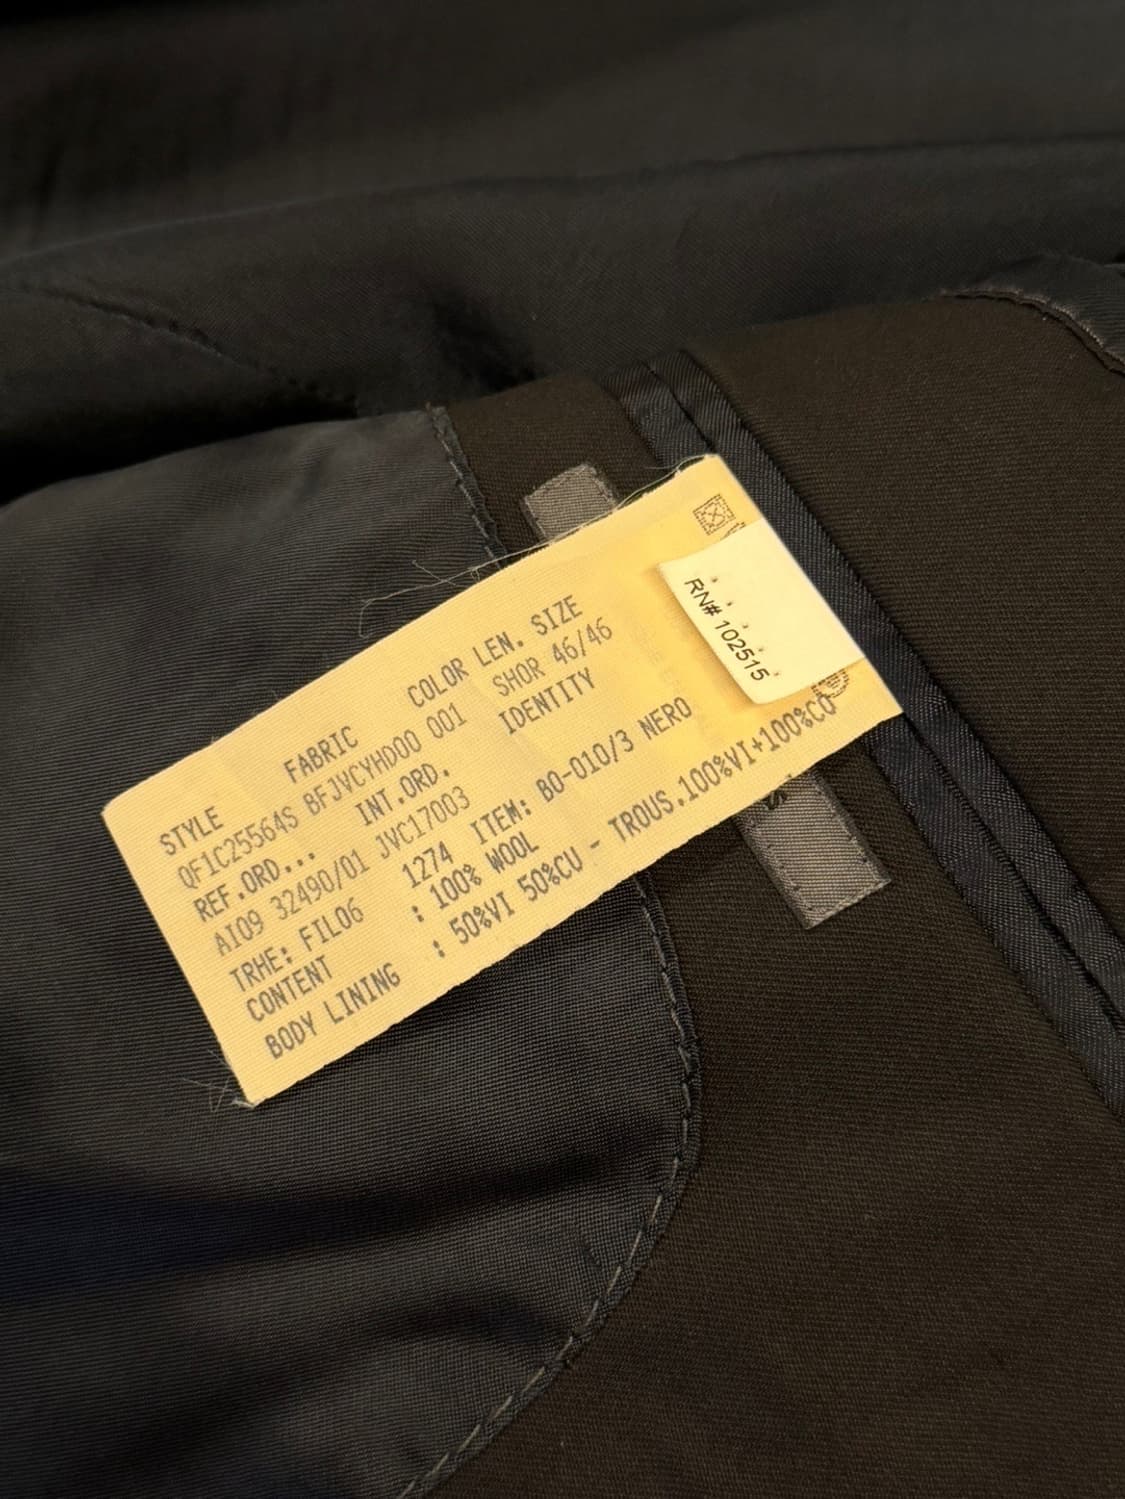 STYLE FABRIC COLOR LEN. SIZE
QF1C25564S BFJVCYHD00 001 SHOR 46/46
REF.ORD... INT.ORD. IDENTITY
AI09 32490/01 JVC17003
TRHE: FIL06 1274 ITEM: B0-010/3 NERO
CONTENT : 100% WOOL
BODY LINING : 50%VI 50%CU - TROUS.100%VI+100%CO
RN# 102515